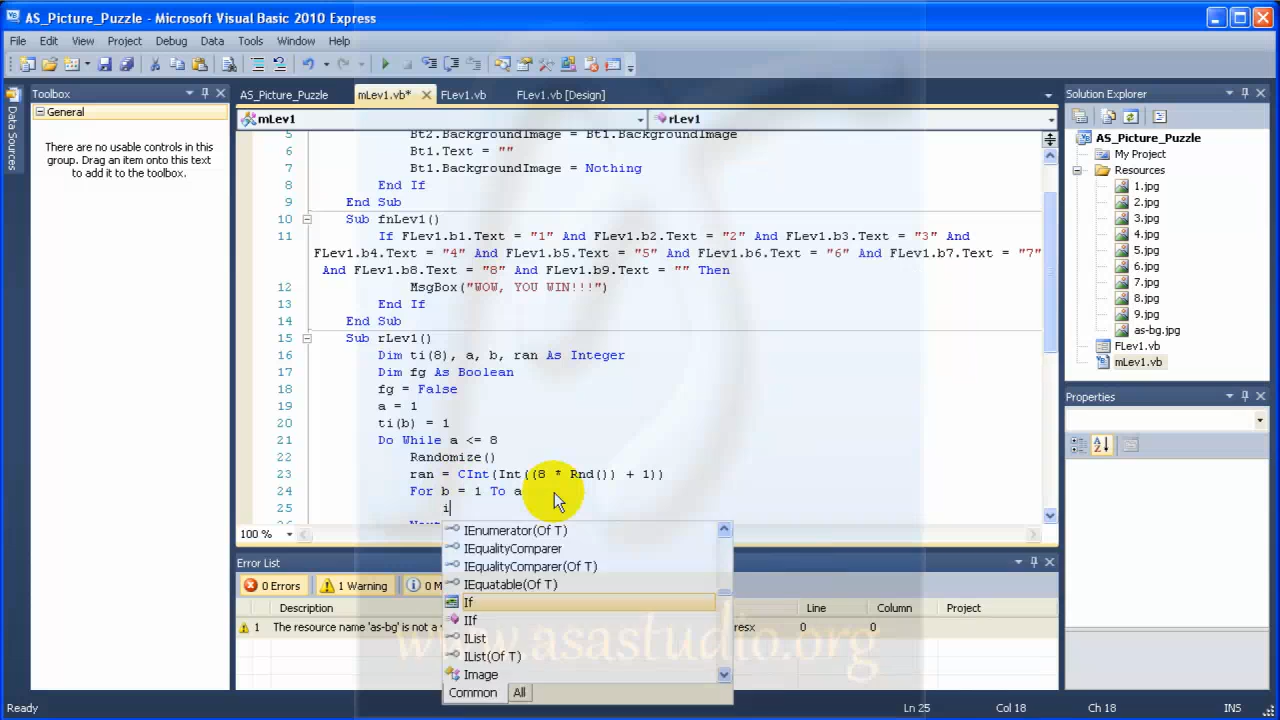 AS_Picture_Puzzle - Microsoft Visual Basic 2010 Express
File Edit View Project Debug Data Tools Window Help
Toolbox
General
There are no usable controls in this
group. Drag an item onto this text
to add it to the toolbox.
Data Sources
AS_Picture_Puzzle mLev1.vb* FLev1.vb FLev1.vb [Design]
mLev1 rLev1
5 Bt2.BackgroundImage = Bt1.BackgroundImage
6 Bt1.Text = ""
7 Bt1.BackgroundImage = Nothing
8 End If
9 End Sub
10 Sub fnLev1()
11 If FLev1.b1.Text = "1" And FLev1.b2.Text = "2" And FLev1.b3.Text = "3" And
FLev1.b4.Text = "4" And FLev1.b5.Text = "5" And FLev1.b6.Text = "6" And FLev1.b7.Text = "7"
And FLev1.b8.Text = "8" And FLev1.b9.Text = "" Then
12 MsgBox("WOW, YOU WIN!!!")
13 End If
14 End Sub
15 Sub rLev1()
16 Dim ti(8), a, b, ran As Integer
17 Dim fg As Boolean
18 fg = False
19 a = 1
20 ti(b) = 1
21 Do While a <= 8
22 Randomize()
23 ran = CInt(Int((8 * Rnd()) + 1))
24 For b = 1 To a
25 i
100 %
IEnumerator(Of T)
IEqualityComparer
IEqualityComparer(Of T)
IEquatable(Of T)
If
IIf
IList
IList(Of T)
Image
Common All
Error List
0 Errors 1 Warning 0 M
Description Line Column Project
1 The resource name 'as-bg' is not a v resx 0 0
www.asastudio.org
Solution Explorer
AS_Picture_Puzzle
My Project
Resources
1.jpg
2.jpg
3.jpg
4.jpg
5.jpg
6.jpg
7.jpg
8.jpg
9.jpg
as-bg.jpg
FLev1.vb
mLev1.vb
Properties
Ready Ln 25 Col 18 Ch 18 INS